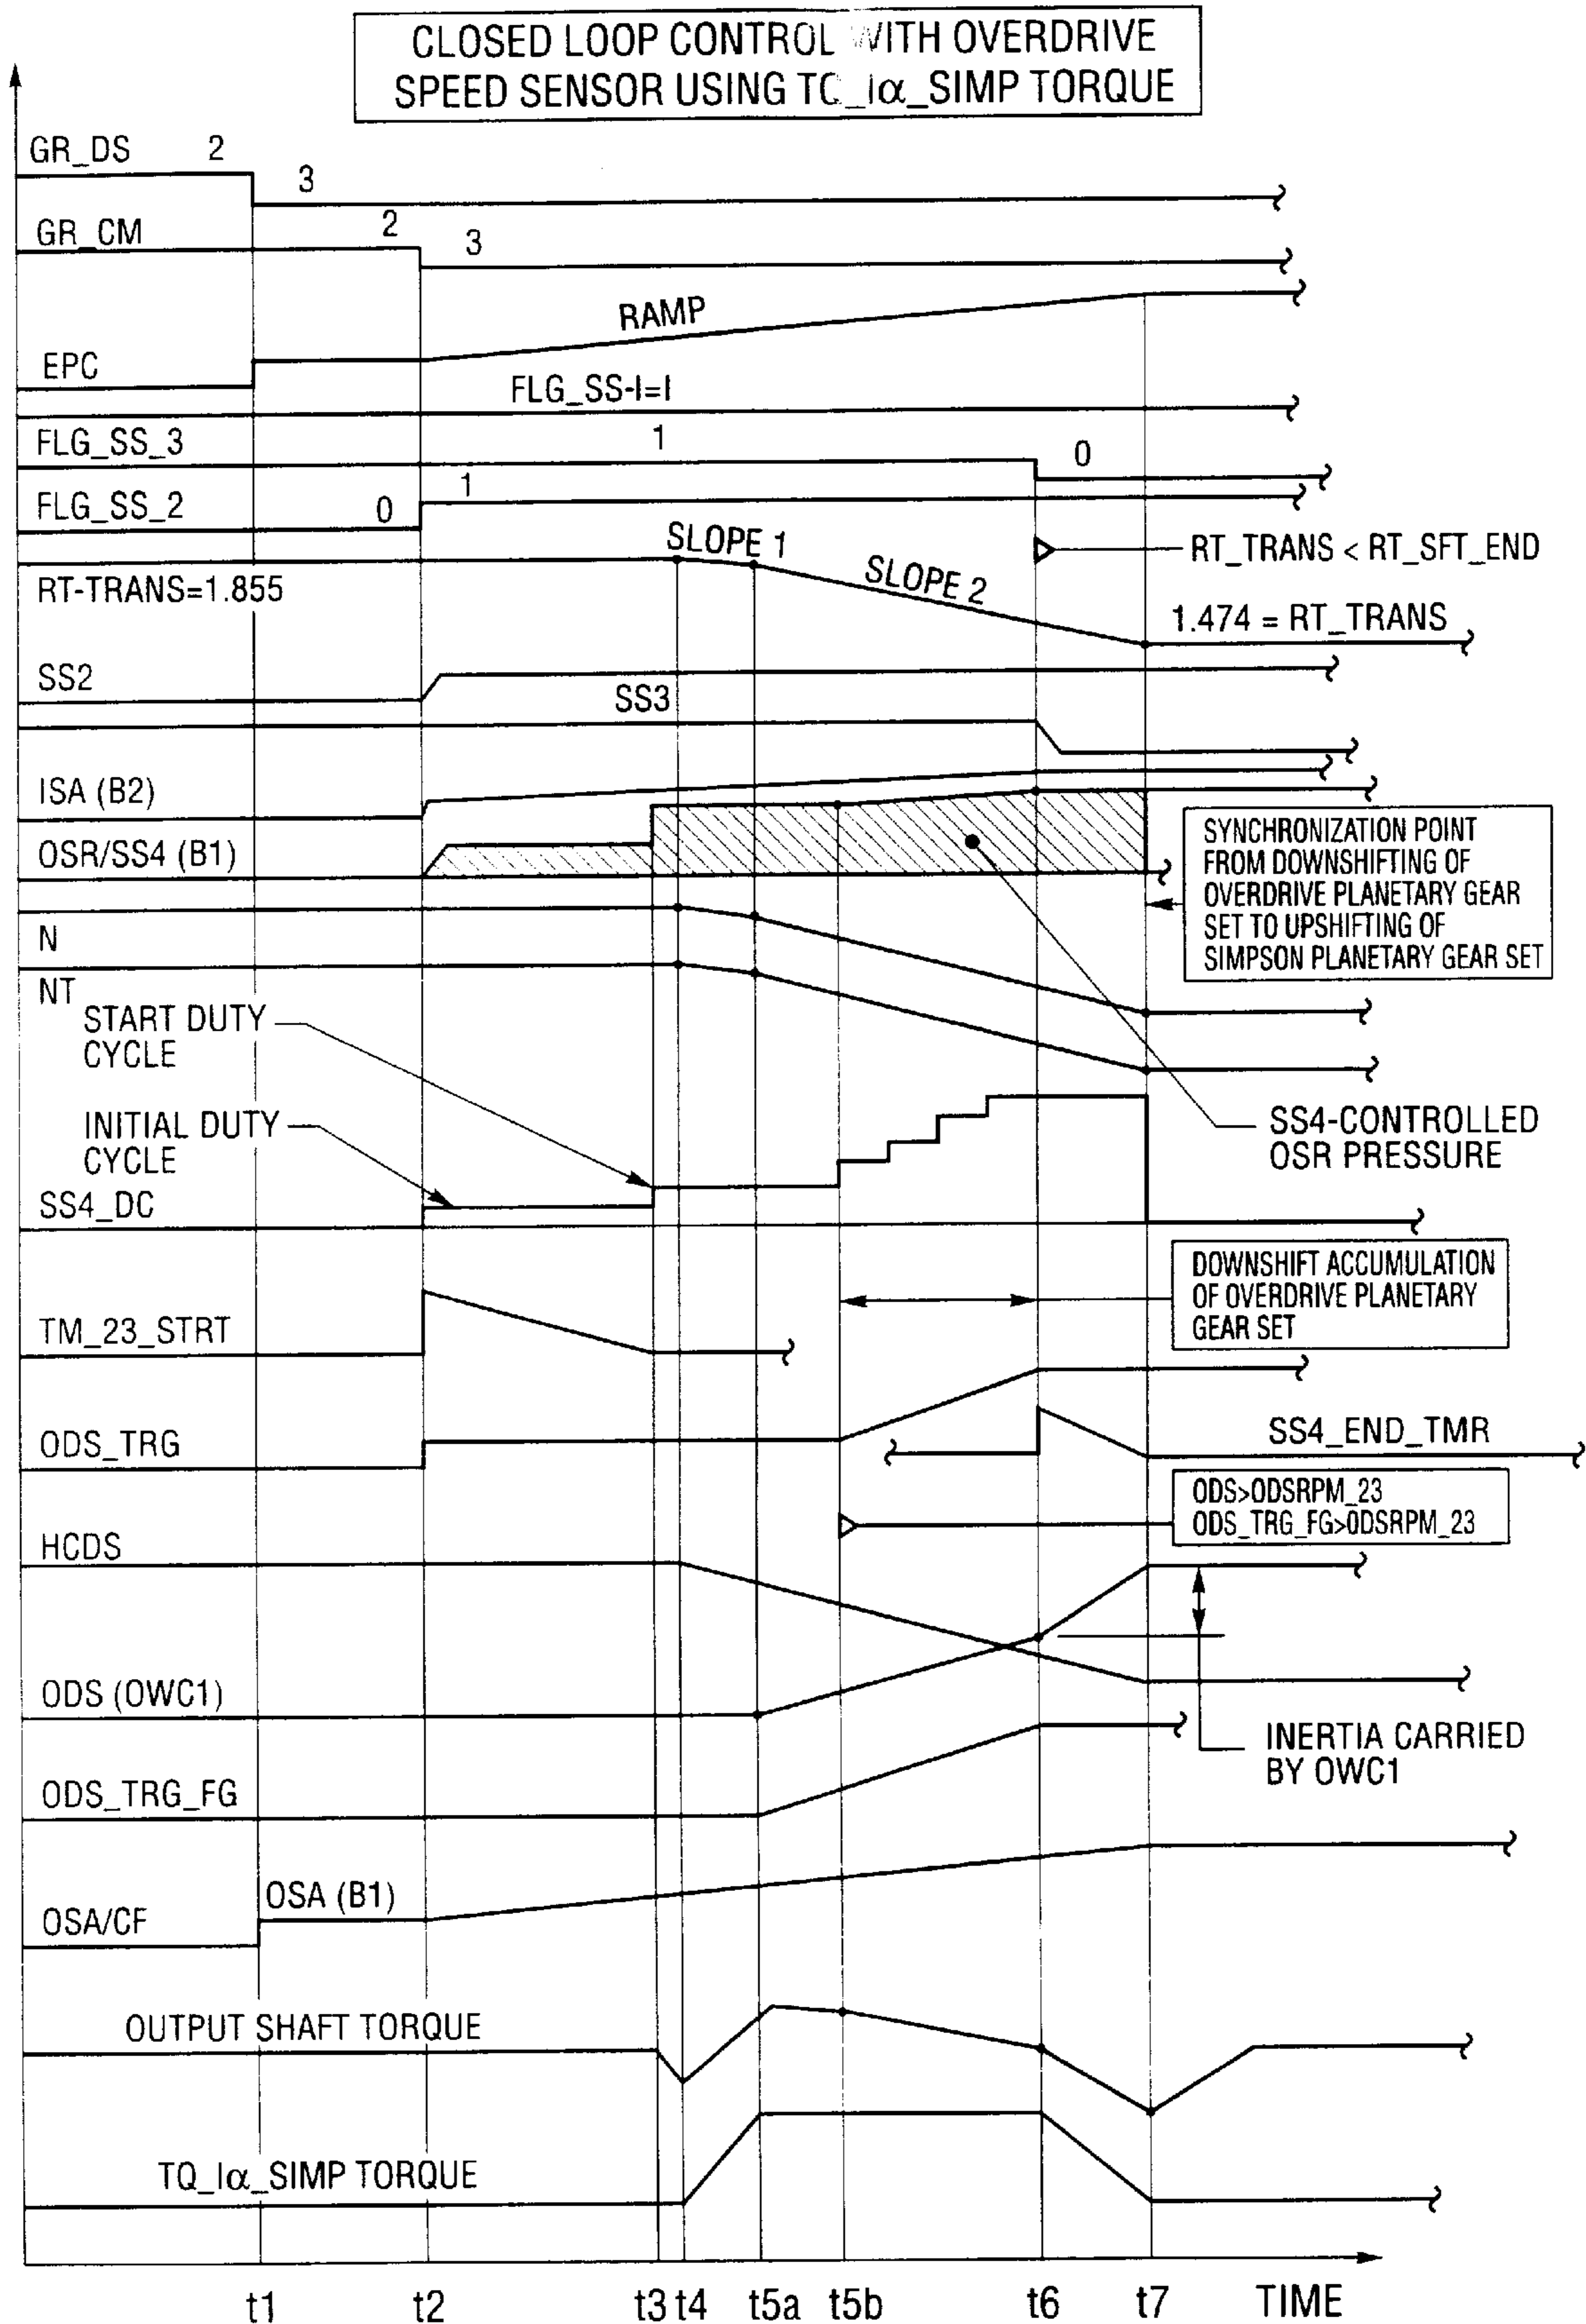 CLOSED LOOP CONTROL WITH OVERDRIVE
SPEED SENSOR USING TQ_Iα_SIMP TORQUE
GR_DS 2
3
GR_CM 2
3
RAMP
EPC
FLG_SS-I=I
FLG_SS_3 1
0
FLG_SS_2 0 1
SLOPE 1
RT_TRANS < RT_SFT_END
RT-TRANS=1.855
SLOPE 2
1.474 = RT_TRANS
SS2
SS3
ISA (B2)
OSR/SS4 (B1)
SYNCHRONIZATION POINT
FROM DOWNSHIFTING OF
OVERDRIVE PLANETARY GEAR
SET TO UPSHIFTING OF
SIMPSON PLANETARY GEAR SET
N
NT
START DUTY
CYCLE
INITIAL DUTY
CYCLE
SS4-CONTROLLED
OSR PRESSURE
SS4_DC
DOWNSHIFT ACCUMULATION
OF OVERDRIVE PLANETARY
GEAR SET
TM_23_STRT
ODS_TRG
SS4_END_TMR
ODS>ODSRPM_23
ODS_TRG_FG>ODSRPM_23
HCDS
ODS (OWC1)
INERTIA CARRIED
BY OWC1
ODS_TRG_FG
OSA (B1)
OSA/CF
OUTPUT SHAFT TORQUE
TQ_Iα_SIMP TORQUE
t1 t2 t3 t4 t5a t5b t6 t7 TIME